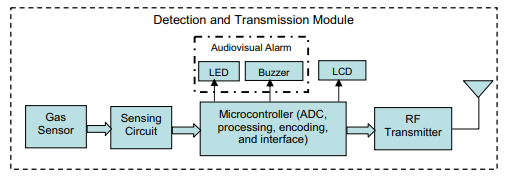 Detection and Transmission Module
Audiovisual Alarm
LED
Buzzer
LCD
Gas
Sensor
Sensing
Circuit
Microcontroller (ADC,
processing, encoding,
and interface)
RF
Transmitter